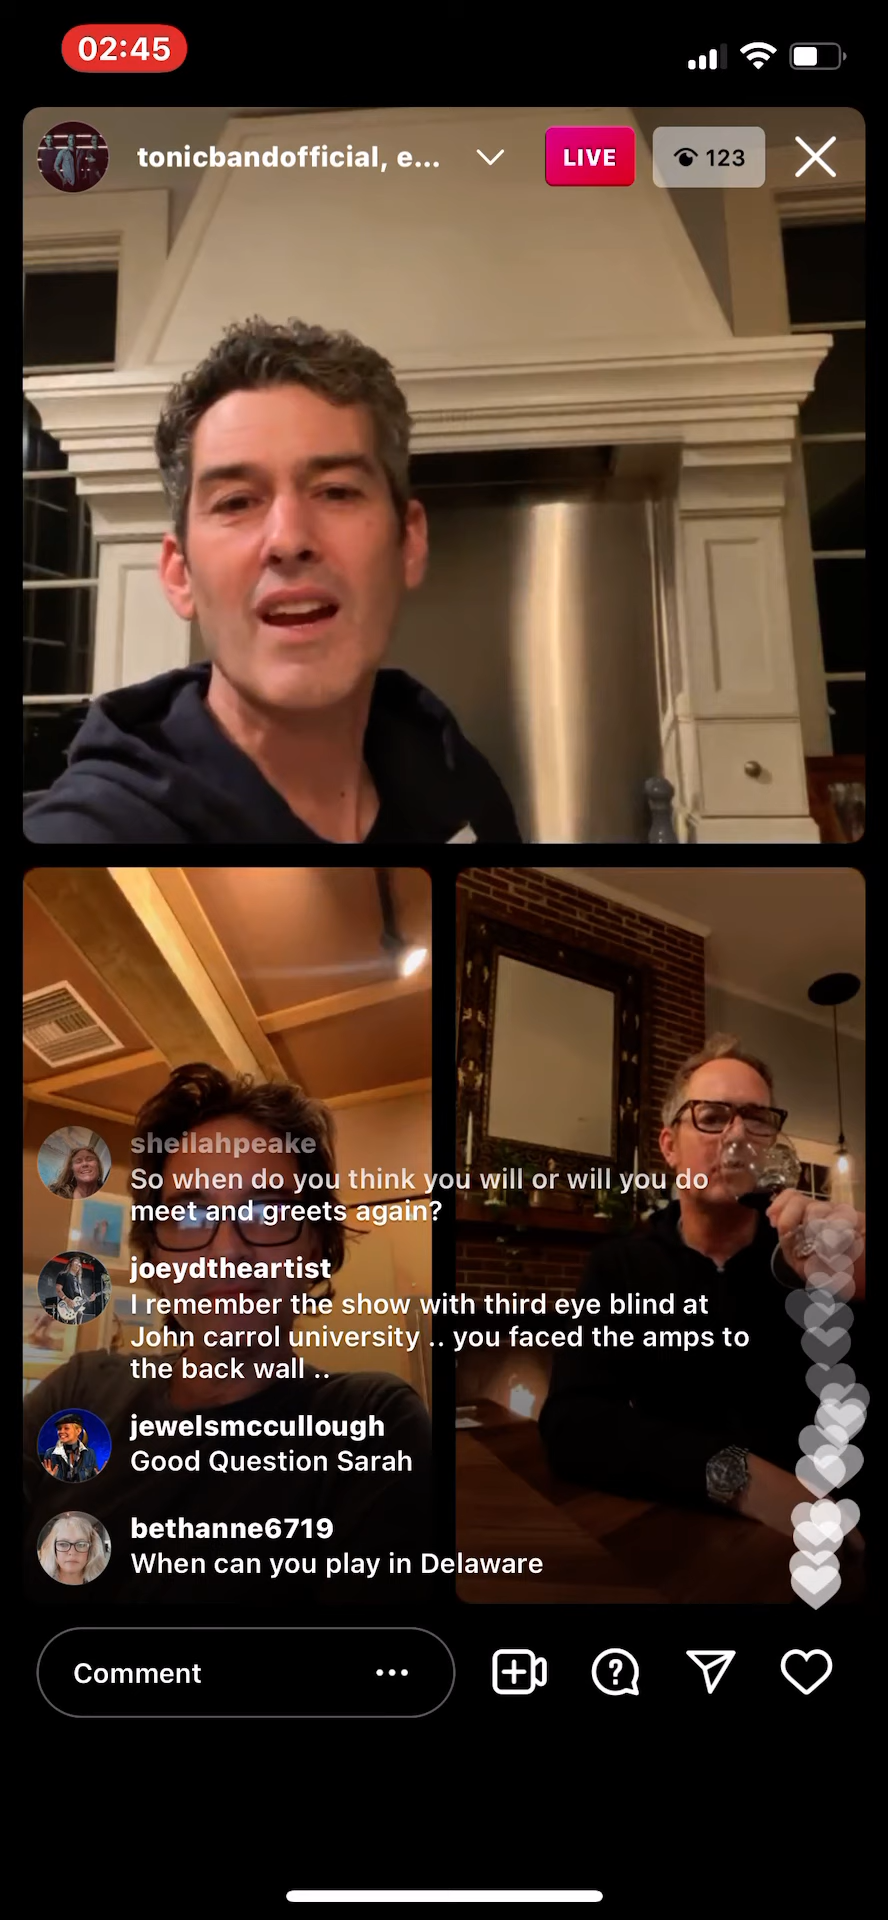 02:45
tonicbandofficial, e...
LIVE
123
sheilahpeake
So when do you think you will or will you do
meet and greets again?
joeydtheartist
I remember the show with third eye blind at
John carrol university .. you faced the amps to
the back wall ..
jewelsmccullough
Good Question Sarah
bethanne6719
When can you play in Delaware
Comment